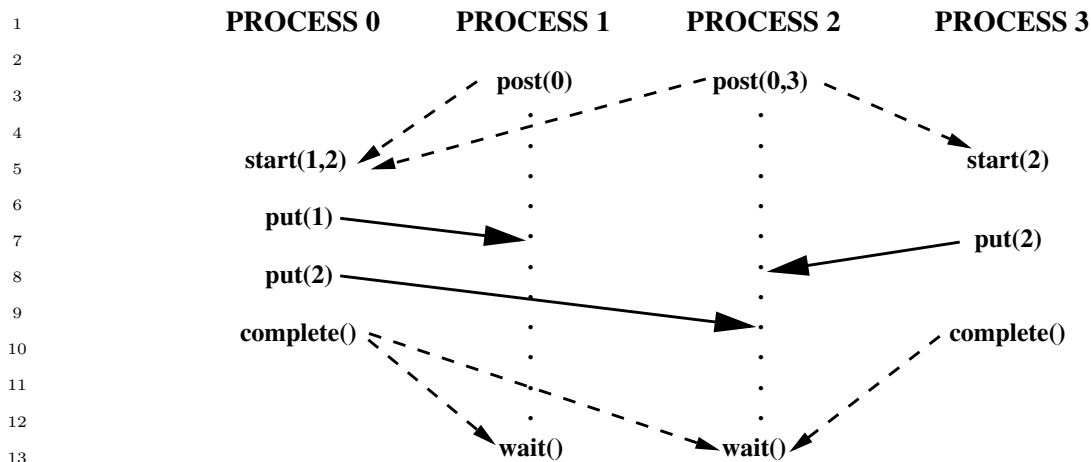 1 PROCESS 0 PROCESS 1 PROCESS 2 PROCESS 3
2
3 post(0) post(0,3)
4
5 start(1,2) start(2)
6 put(1)
7 put(2)
8 put(2)
9
10 complete() complete()
11
12
13 wait() wait()